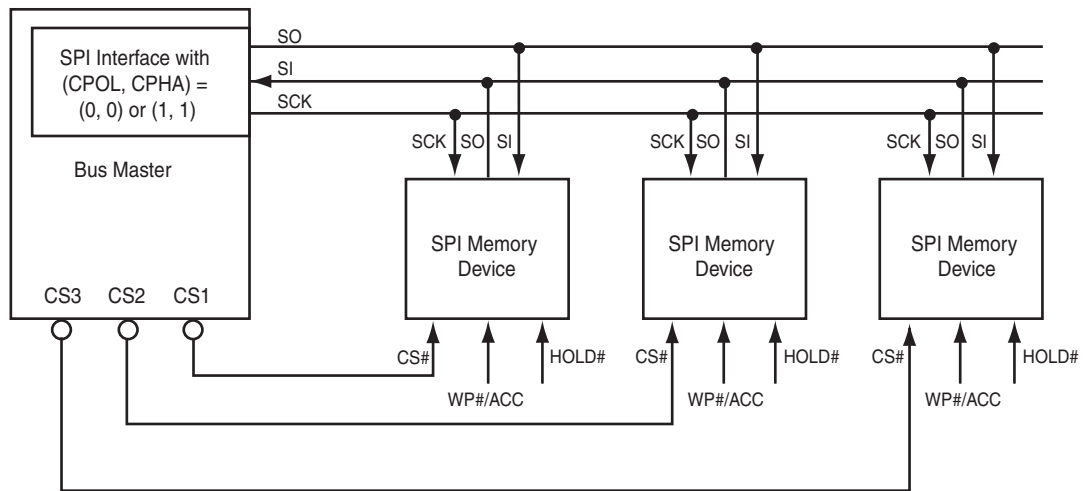 SO
SPI Interface with
(CPOL, CPHA) =
(0, 0) or (1, 1)
SI
SCK
Bus Master
SCK SO SI
SCK SO SI
SCK SO SI
SPI Memory
Device
SPI Memory
Device
SPI Memory
Device
CS3 CS2 CS1
CS#
HOLD#
WP#/ACC
CS#
HOLD#
WP#/ACC
CS#
HOLD#
WP#/ACC